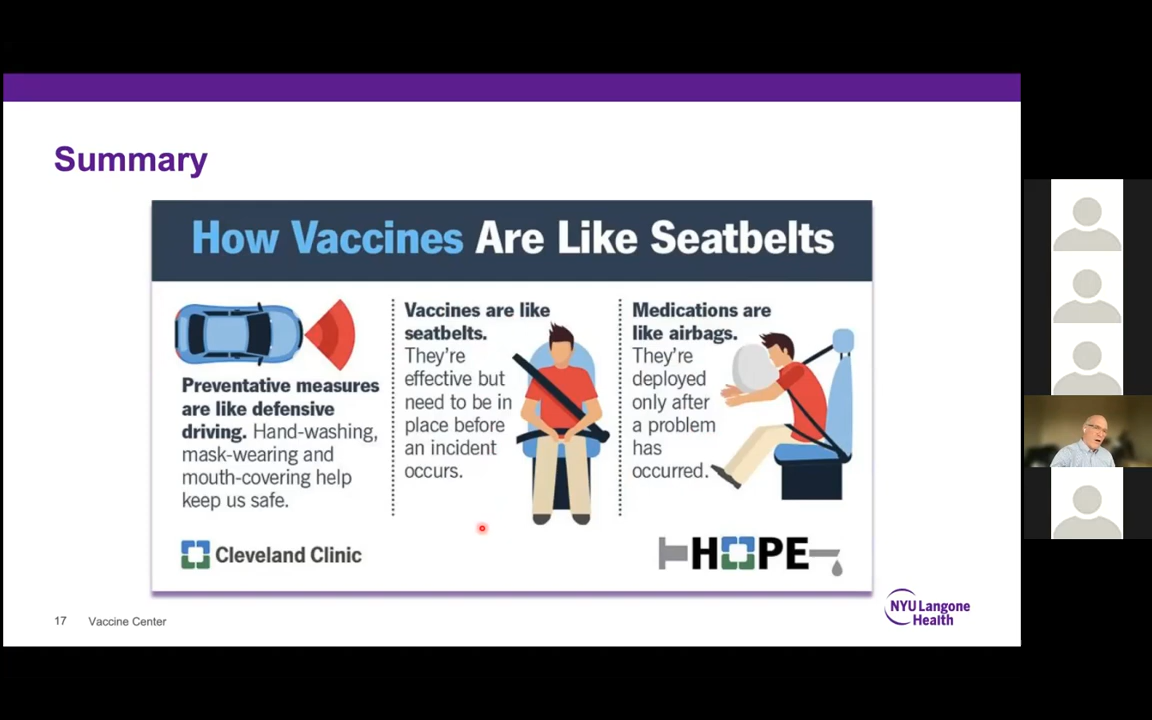 Summary
How Vaccines Are Like Seatbelts
Preventative measures
are like defensive
driving. Hand-washing,
mask-wearing and
mouth-covering help
keep us safe.
Vaccines are like
seatbelts.
They're
effective but
need to be in
place before
an incident
occurs.
Medications are
like airbags.
They're
deployed
only after
a problem
has
occurred.
Cleveland Clinic
HOPE
17 Vaccine Center
NYU Langone
Health